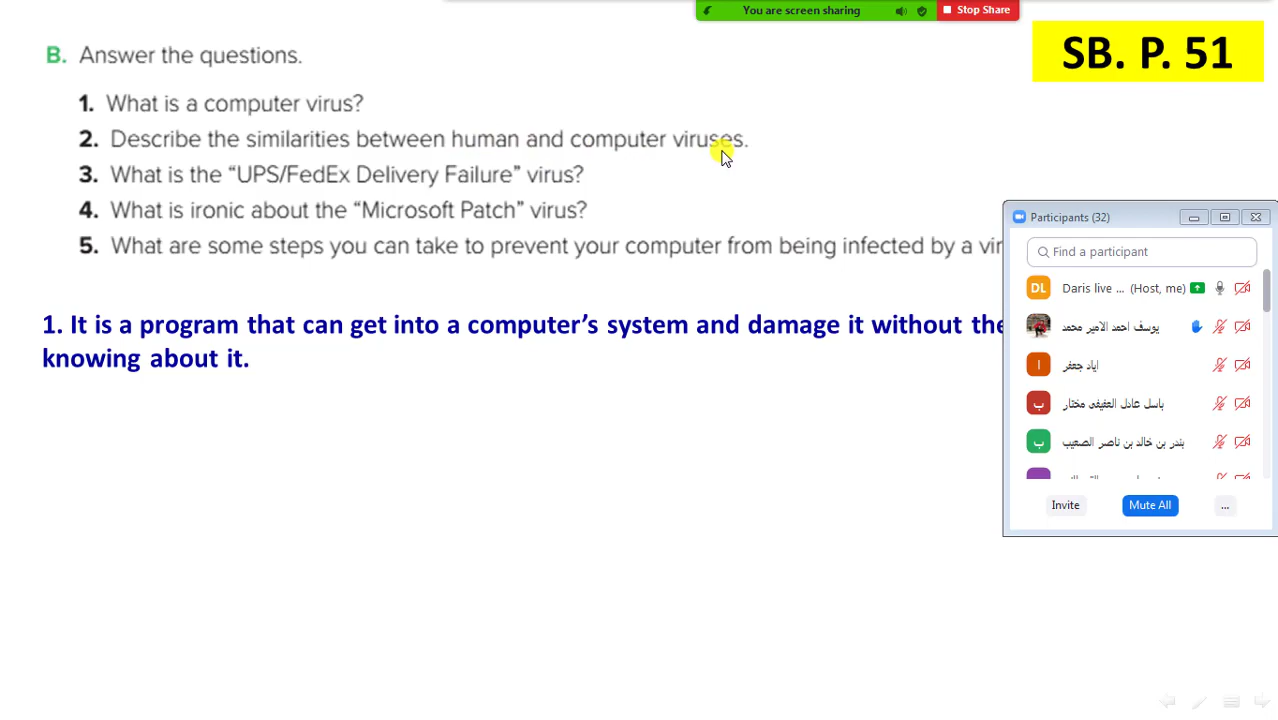 You are screen sharing
Stop Share
SB. P. 51
B. Answer the questions.
1. What is a computer virus?
2. Describe the similarities between human and computer viruses.
3. What is the “UPS/FedEx Delivery Failure” virus?
4. What is ironic about the “Microsoft Patch” virus?
5. What are some steps you can take to prevent your computer from being infected by a vir
1. It is a program that can get into a computer’s system and damage it without the
knowing about it.
Participants (32)
Find a participant
DL Daris live ... (Host, me)
يوسف احمد الامير محمد
ا اياد جعفر
ب باسل عادل العفيفى مختار
ب بندر بن خالد بن ناصر الصعيب
Invite Mute All ...